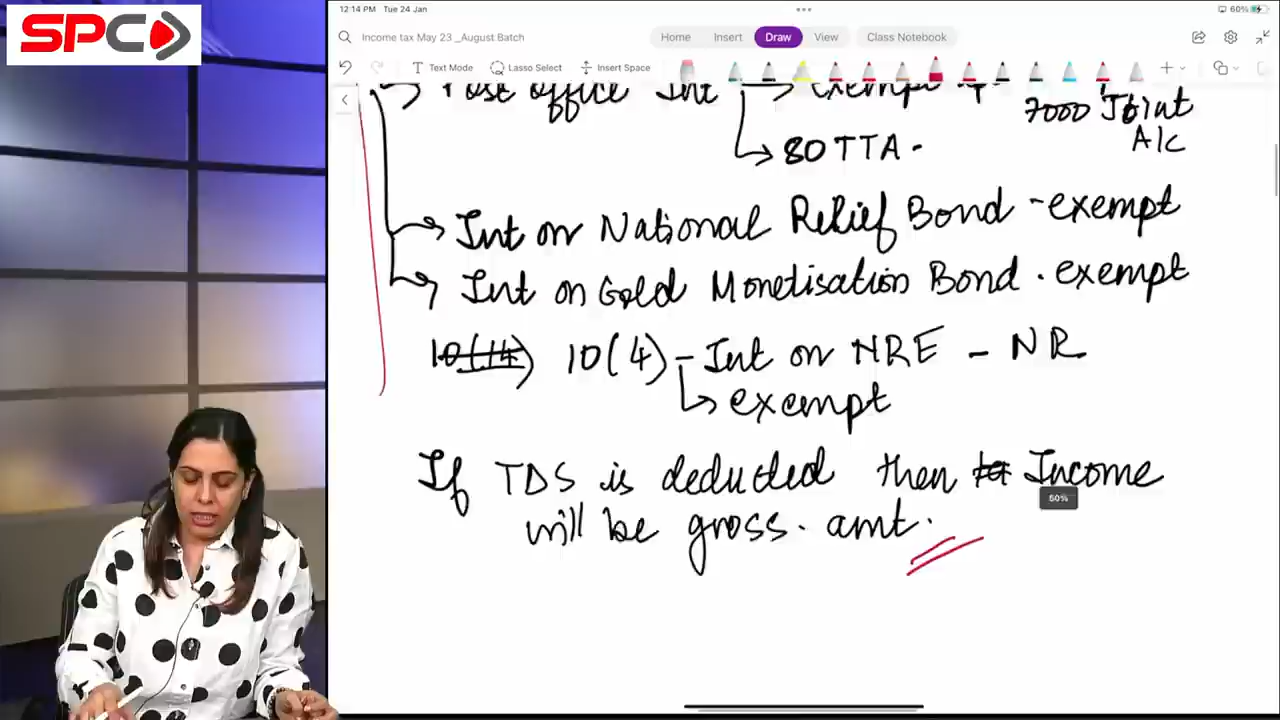 SPC
12:14 PM Tue 24 Jan
60%
Income tax May 23 _August Batch
Home Insert Draw View Class Notebook
Text Mode Lasso Select Insert Space
Post office Int exempt
7000 Joint
A/c
80TTA.
Int on National Relief Bond - exempt
Int on Gold Monetisation Bond . exempt
10(14) 10(4) - Int on NRE - NR
exempt
If TDS is deducted then Income
50%
will be gross. amt.